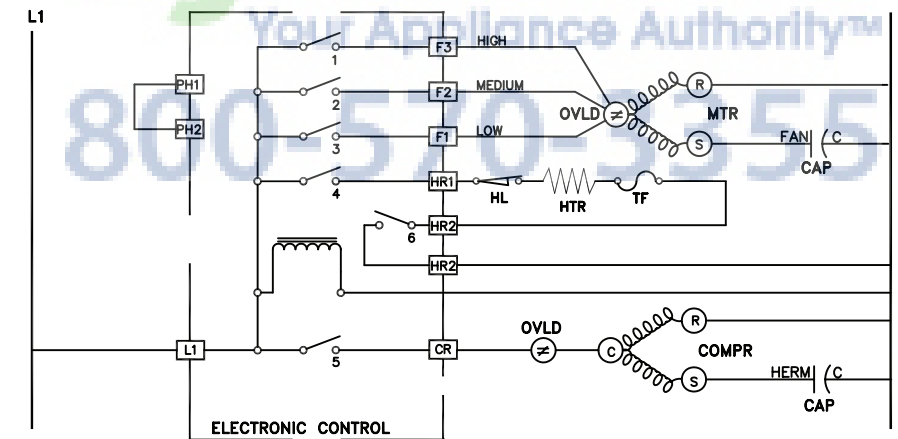 L1
Your Appliance Authority™
800-570-5355
1
F3
HIGH
PH1
2
F2
MEDIUM
OVLD
R
MTR
PH2
3
F1
LOW
S
FAN
C
CAP
4
HR1
HL
HTR
TF
6
HR2
HR2
OVLD
R
L1
5
CR
C
COMPR
S
HERM
C
CAP
ELECTRONIC CONTROL